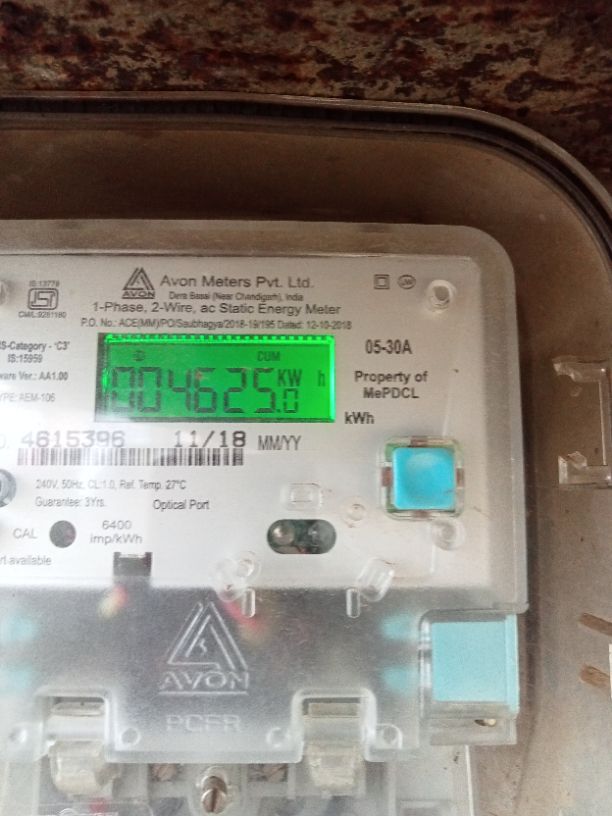 IS:13779
ISI
CM/L:9251160
AVON
Avon Meters Pvt. Ltd.
Derra Bassi (Near Chandigarh), India
1-Phase, 2-Wire, ac Static Energy Meter
P.O. No.: ACE(MM)/PO/Saubhagya/2018-19/195 Dated: 12-10-2018
IS-Category - 'C3'
IS:15959
ware Ver.: AA1.00
YPE: AEM-106
CUM
004625.0 KW h
05-30A
Property of
MePDCL
kWh
O. 4615396 11/18 MM/YY
240V, 50Hz, CL:1.0, Ref. Temp. 27°C
Guarantee: 3Yrs. Optical Port
CAL 6400
imp/kWh
rt-available
AVON